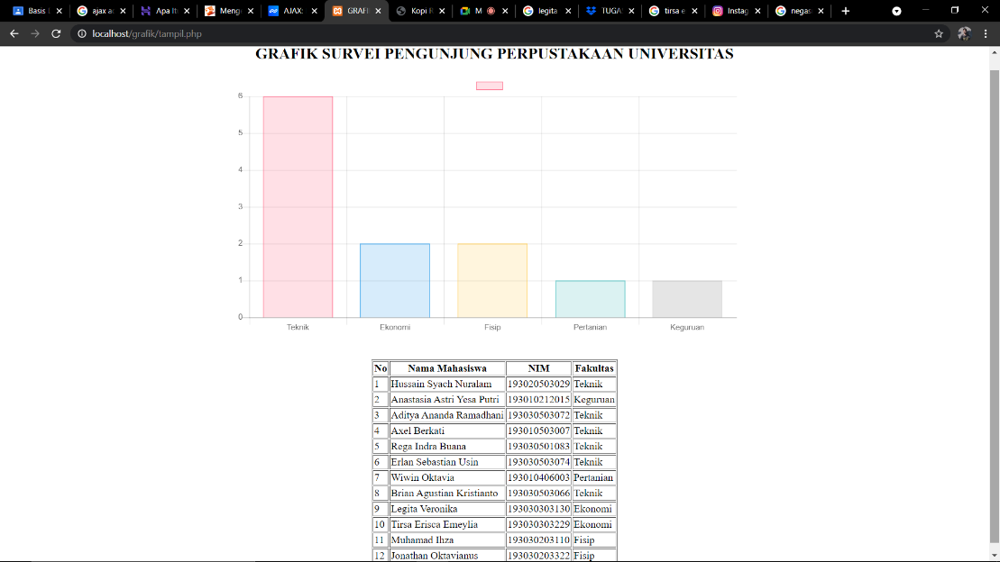 Basis
ajax a
Apa It
Meng
AJAX:
GRAF
Kopi
M
legita
TUGA
tirsa e
Instag
negas
localhost/grafik/tampil.php
GRAFIK SURVEI PENGUNJUNG PERPUSTAKAAN UNIVERSITAS
6
5
4
3
2
1
0
Teknik Ekonomi Fisip Pertanian Keguruan
No Nama Mahasiswa NIM Fakultas
1 Hussain Syach Nuralam 193020503029 Teknik
2 Anastasia Astri Yesa Putri 193010212015 Keguruan
3 Aditya Ananda Ramadhani 193030503072 Teknik
4 Axel Berkati 193010503007 Teknik
5 Rega Indra Buana 193030501083 Teknik
6 Erlan Sebastian Usin 193030503074 Teknik
7 Wiwin Oktavia 193010406003 Pertanian
8 Brian Agustian Kristianto 193030503066 Teknik
9 Legita Veronika 193030303130 Ekonomi
10 Tirsa Erisca Emeylia 193030303229 Ekonomi
11 Muhamad Ihza 193030203110 Fisip
12 Jonathan Oktavianus 193030203322 Fisip